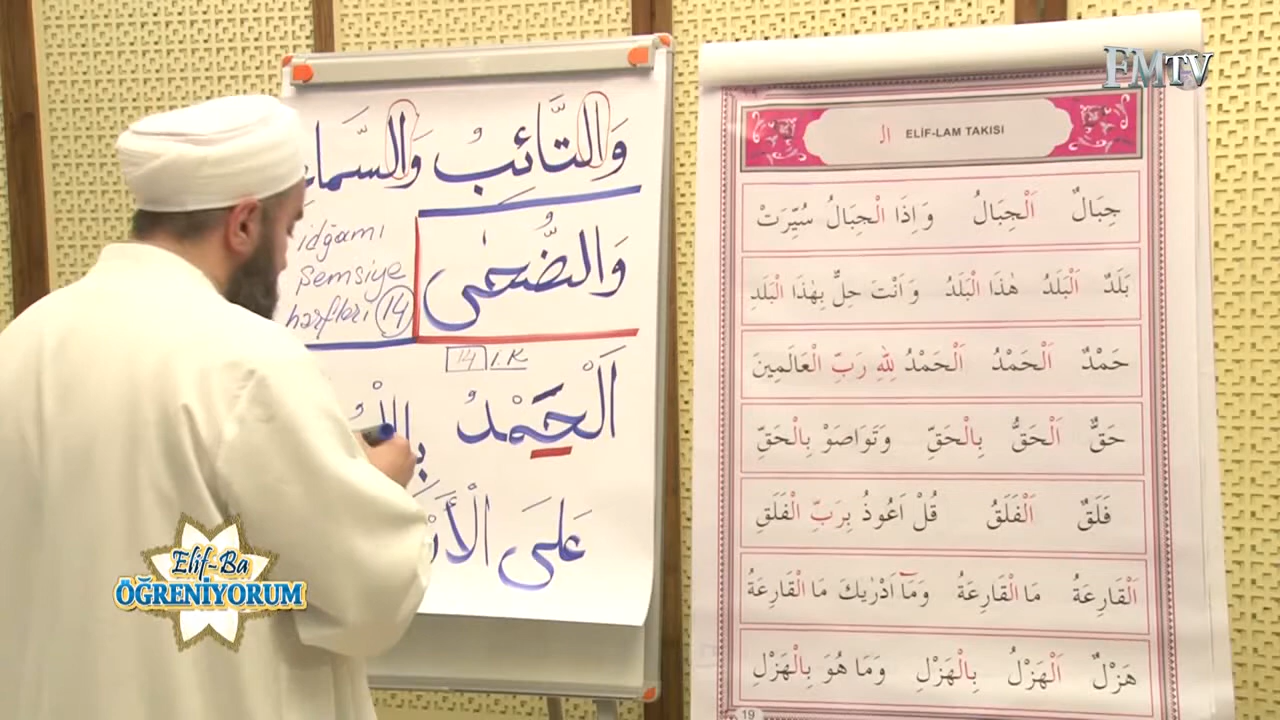 FMTV
وَالتَّائِبُ وَالسَّمَاءِ
idğamı
وَالضُّحٰى
şemsiye
harfleri 14
14 I.K
اَلْحَمْدُ
عَلَى الْأَرْ
Elif-Ba
ÖĞRENİYORUM
ال ELİF-LAM TAKISI
جِبَالٌ اَلْجِبَالُ وَ اِذَا الْجِبَالُ سُيِّرَتْ
بَلَدٌ اَلْبَلَدُ هٰذَا الْبَلَدُ وَ اَنْتَ حِلٌّ بِهٰذَا الْبَلَدِ
حَمْدٌ اَلْحَمْدُ اَلْحَمْدُ لِلّٰهِ رَبِّ الْعَالَمِينَ
حَقٌّ اَلْحَقُّ بِالْحَقِّ وَتَوَاصَوْ بِالْحَقِّ
فَلَقٌ اَلْفَلَقُ قُلْ اَعُوذُ بِرَبِّ الْفَلَقِ
اَلْقَارِعَةُ مَا الْقَارِعَةُ وَمَٓا اَدْرٰيكَ مَا الْقَارِعَةُ
هَزْلٌ اَلْهَزْلُ بِالْهَزْلِ وَمَا هُوَ بِالْهَزْلِ
19